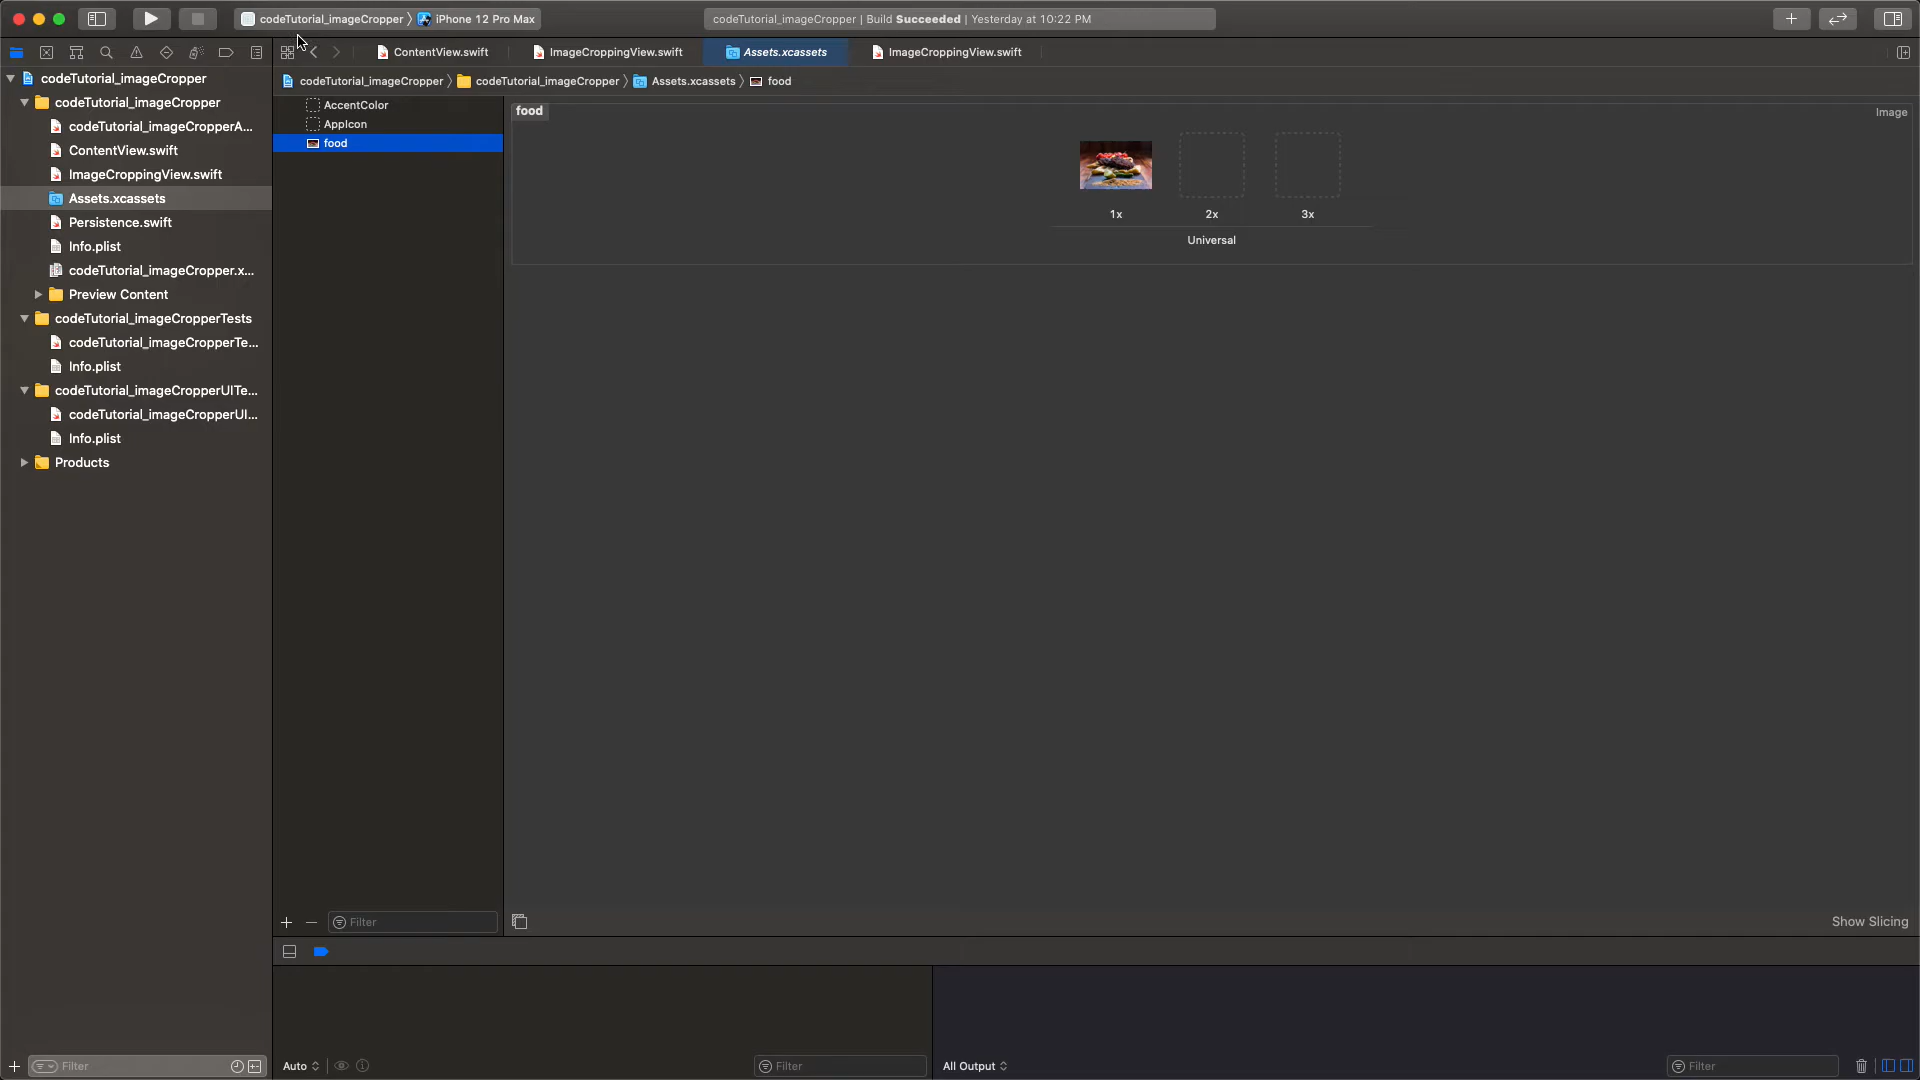 codeTutorial_imageCropper 〉 iPhone 12 Pro Max
codeTutorial_imageCropper | Build Succeeded | Yesterday at 10:22 PM
ContentView.swift
ImageCroppingView.swift
Assets.xcassets
ImageCroppingView.swift
codeTutorial_imageCropper 〉 codeTutorial_imageCropper 〉 Assets.xcassets 〉 food
codeTutorial_imageCropper
codeTutorial_imageCropper
codeTutorial_imageCropperA...
ContentView.swift
ImageCroppingView.swift
Assets.xcassets
Persistence.swift
Info.plist
codeTutorial_imageCropper.x...
Preview Content
codeTutorial_imageCropperTests
codeTutorial_imageCropperTe...
Info.plist
codeTutorial_imageCropperUITe...
codeTutorial_imageCropperUI...
Info.plist
Products
AccentColor
AppIcon
food
food
Image
1x
2x
3x
Universal
Filter
Show Slicing
Filter
Auto
Filter
All Output
Filter